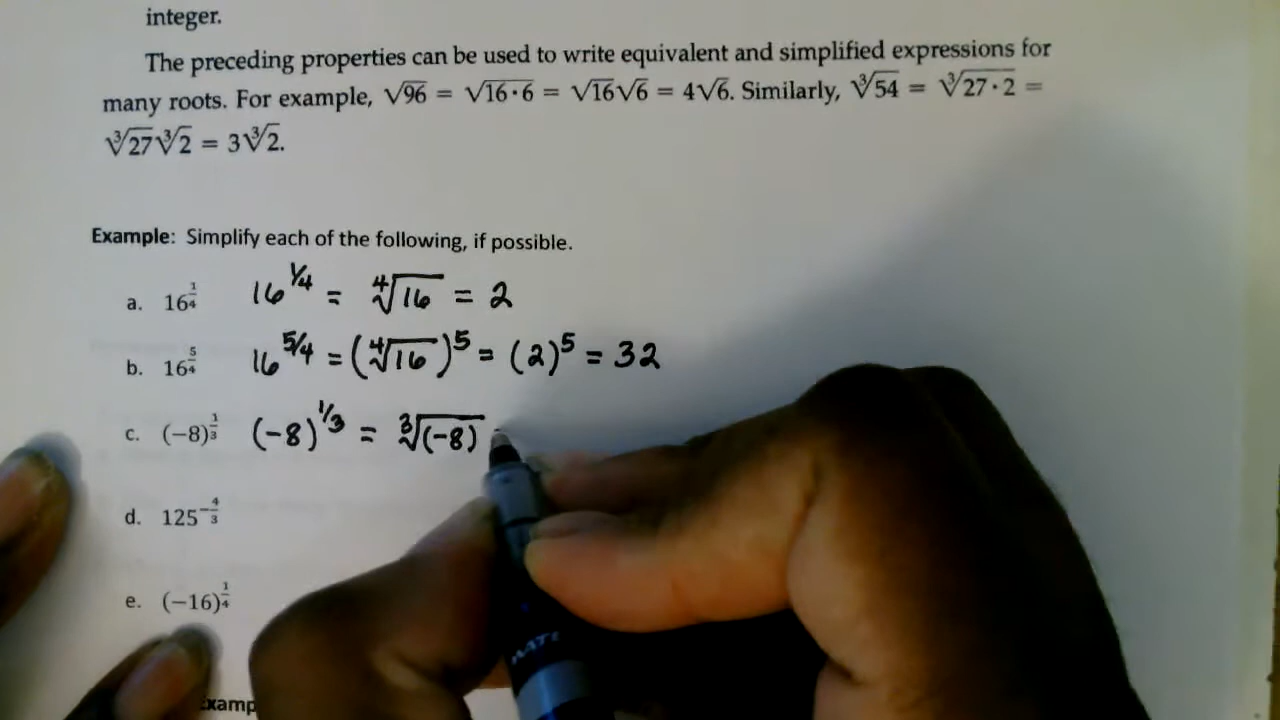 integer.
The preceding properties can be used to write equivalent and simplified expressions for
many roots. For example, √96 = √16·6 = √16√6 = 4√6. Similarly, ∛54 = ∛27·2 =
∛27∛2 = 3∛2.
Example: Simplify each of the following, if possible.
a. 16^(1/4) 16^(1/4) = ∜16 = 2
b. 16^(5/4) 16^(5/4) = (∜16)^5 = (2)^5 = 32
c. (−8)^(1/3) (-8)^(1/3) = ∛(-8)
d. 125^(−4/3)
e. (−16)^(1/4)